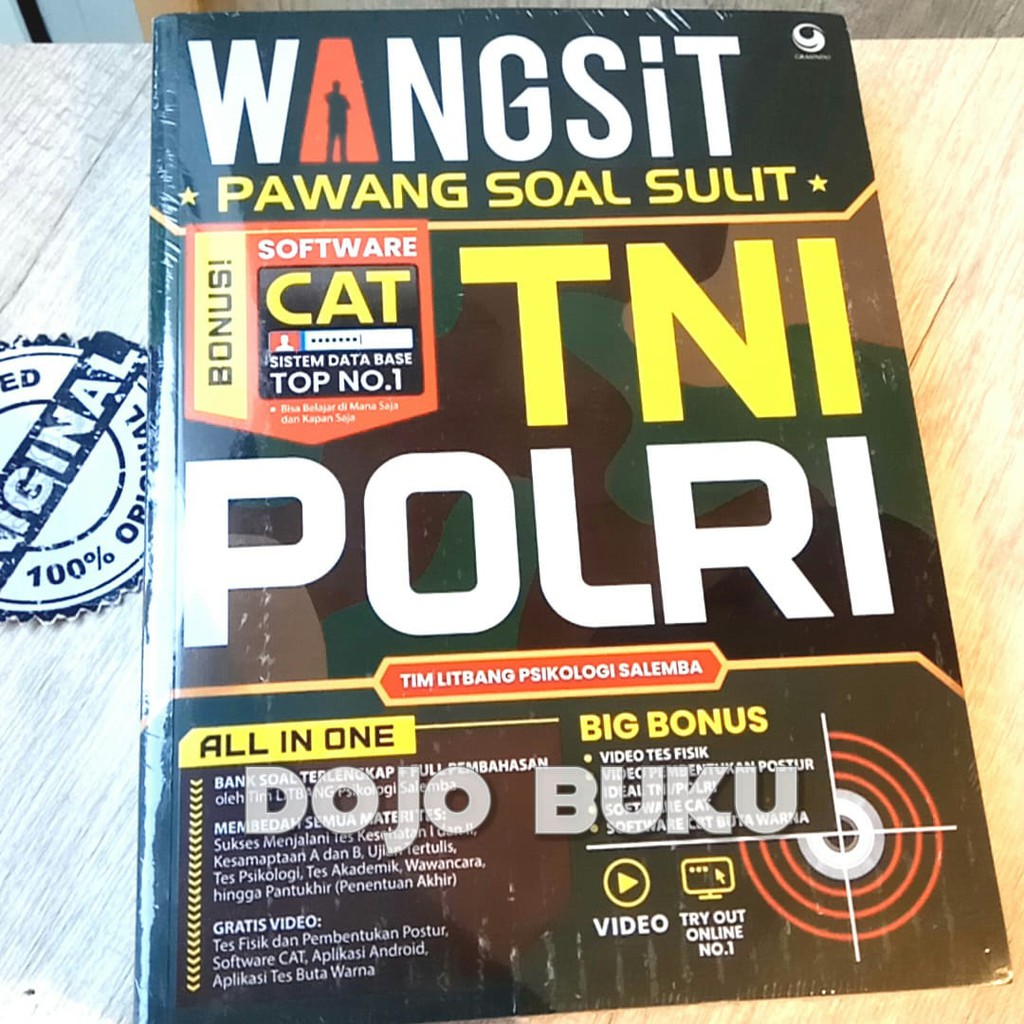 WANGSiT
GRASINDO
★ PAWANG SOAL SULIT ★
BONUS!
SOFTWARE
CAT
SISTEM DATA BASE
TOP NO.1
• Bisa Belajar di Mana Saja
dan Kapan Saja
TNI
POLRI
ORIGINAL
100% ORIGINAL
TIM LITBANG PSIKOLOGI SALEMBA
ALL IN ONE
BANK SOAL TERLENGKAP FULL PEMBAHASAN
oleh Tim LITBANG Psikologi Salemba
MEMBEDAH SEMUA MATERI TES:
Sukses Menjalani Tes Kesehatan I dan II,
Kesamaptaan A dan B, Ujian Tertulis,
Tes Psikologi, Tes Akademik, Wawancara,
hingga Pantukhir (Penentuan Akhir)
GRATIS VIDEO:
Tes Fisik dan Pembentukan Postur,
Software CAT, Aplikasi Android,
Aplikasi Tes Buta Warna
BIG BONUS
• VIDEO TES FISIK
• VIDEO PEMBENTUKAN POSTUR
IDEAL TNI/POLRI
• SOFTWARE CAT
• SOFTWARE CBT BUTA WARNA
VIDEO
TRY OUT
ONLINE
NO.1
DOJO BUKU